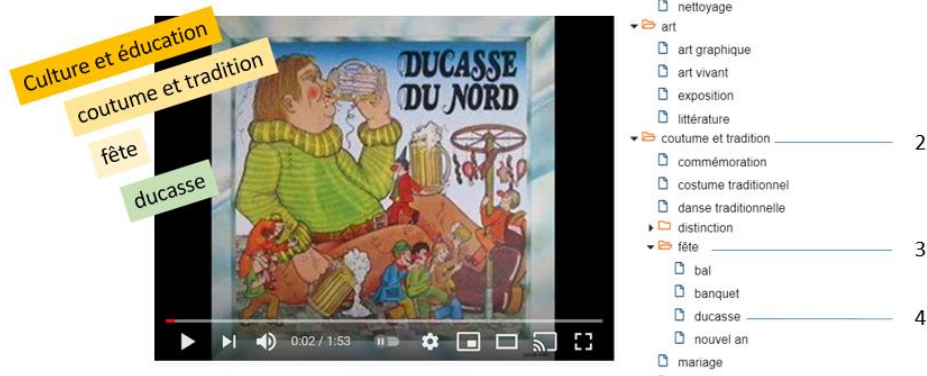 Culture et éducation
coutume et tradition
fête
ducasse
DUCASSE
DU NORD
0:02 / 1:53
nettoyage
art
art graphique
art vivant
exposition
littérature
coutume et tradition 2
commémoration
costume traditionnel
danse traditionnelle
distinction
fête 3
bal
banquet
ducasse 4
nouvel an
mariage